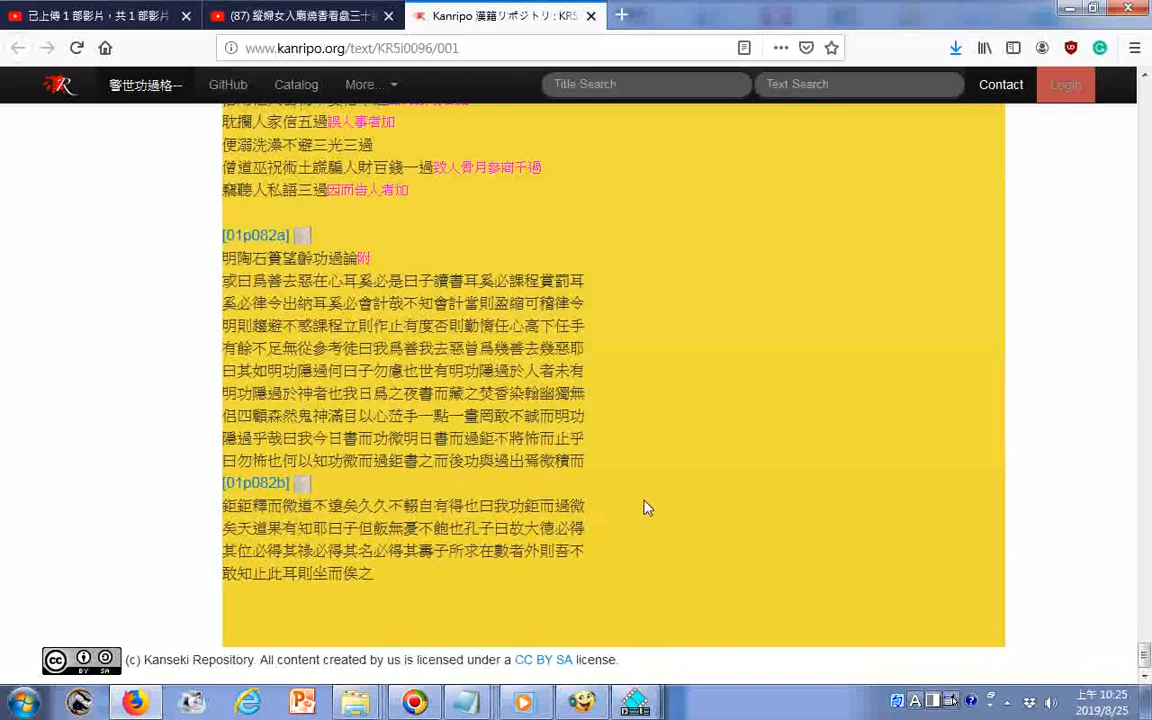 已上傳 1 部影片，共 1 部影片
(87) 縱婦女入廟燒香看戲三十
Kanripo 漢籍リポジトリ : KR5
www.kanripo.org/text/KR5i0096/001
警世功過格--
GitHub
Catalog
More...
Title Search
Text Search
Contact
Login
耽攔人家信五過誤人事者加
便溺洗澡不避三光三過
僧道巫祝術士謊騙人財百錢一過致人骨月參商千過
竊聽人私語三過因而告人者加
[01p082a]
明陶石簣望齡功過論附
或曰爲善去惡在心耳奚必是曰子讀書耳奚必課程賞罰耳
奚必律令出納耳奚必會計哉不知會計當則盈缩可稽律令
明則趨避不惑課程立則作止有度否則勤惰任心高下任手
有餘不足無從參考徒曰我爲善我去惡曾爲幾善去幾惡耶
曰其如明功隱過何曰子勿慮也世有明功隱過於人者未有
明功隱過於神者也我日爲之夜書而藏之焚香染翰幽獨無
侶四顧森然鬼神滿目以心蒞手一點一畫罔敢不誠而明功
隱過乎哉曰我今日書而功微明日書而過鉅不將怖而止乎
曰勿怖也何以知功微而過鉅書之而後功與過出焉微積而
[01p082b]
鉅鉅釋而微道不遠矣久久不輟自有得也曰我功鉅而過微
矣天道果有知耶曰子但飯無憂不飽也孔子曰故大德必得
其位必得其祿必得其名必得其壽子所求在數者外則吾不
敢知止此耳則坐而俟之
(c) Kanseki Repository. All content created by us is licensed under a CC BY SA license.
上午 10:25
2019/8/25